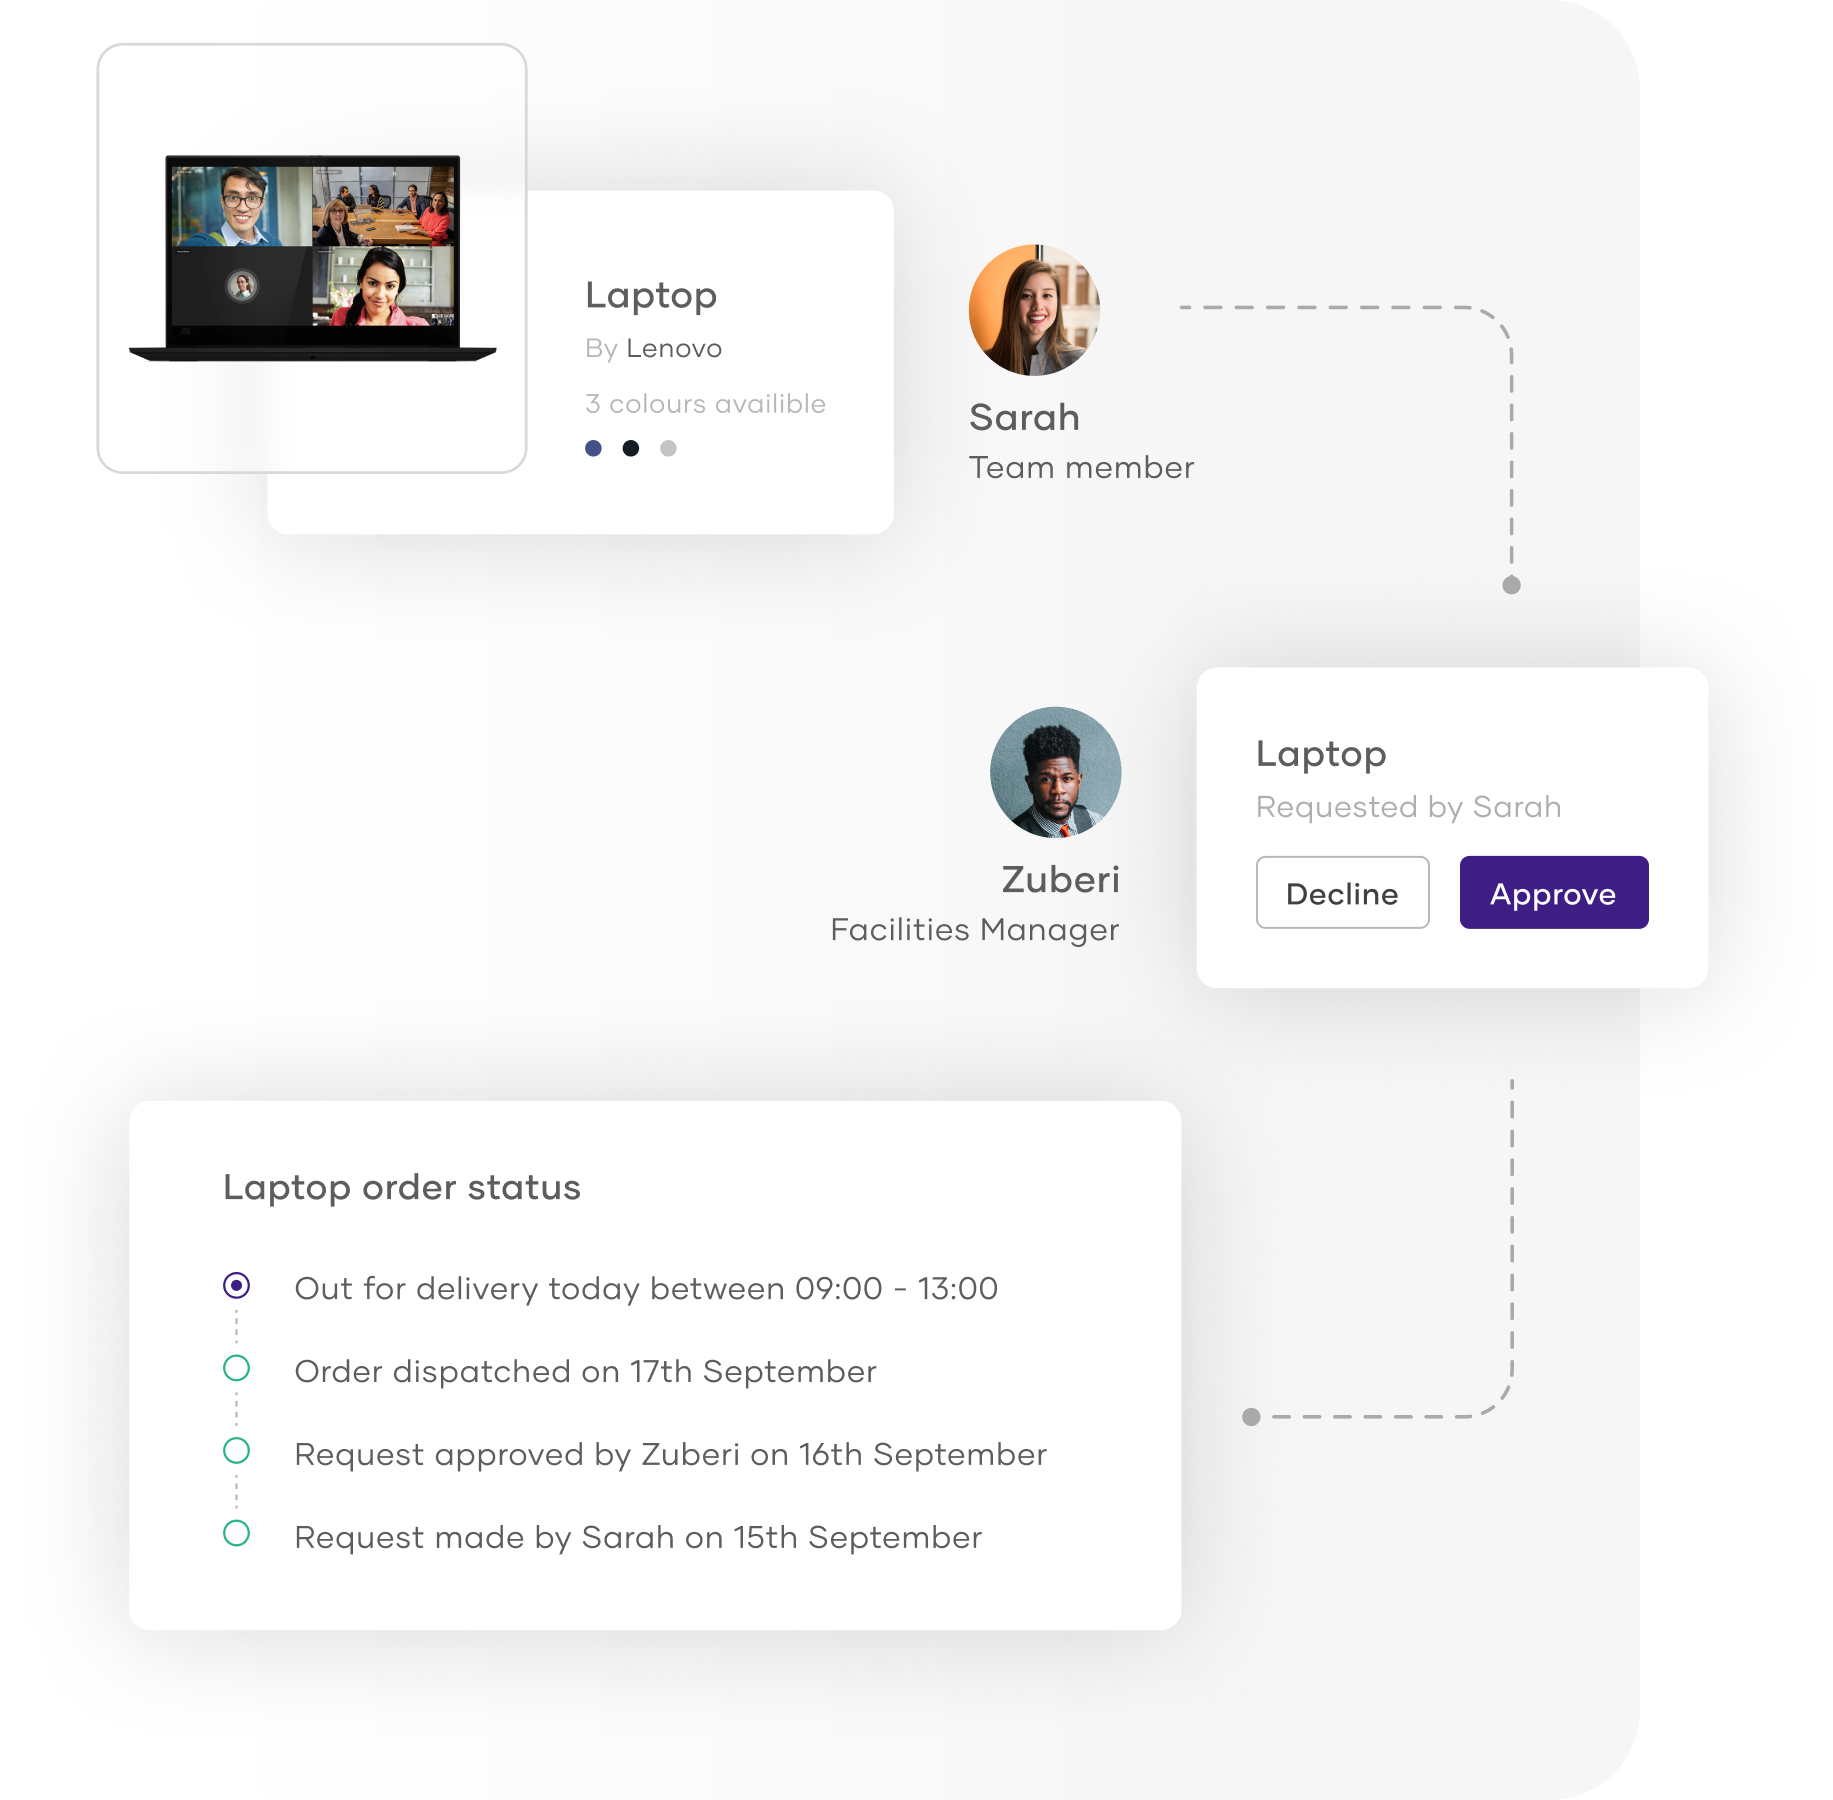 Laptop
By Lenovo
3 colours availible
Sarah
Team member
Zuberi
Facilities Manager
Laptop
Requested by Sarah
Decline
Approve
Laptop order status
Out for delivery today between 09:00 - 13:00
Order dispatched on 17th September
Request approved by Zuberi on 16th September
Request made by Sarah on 15th September